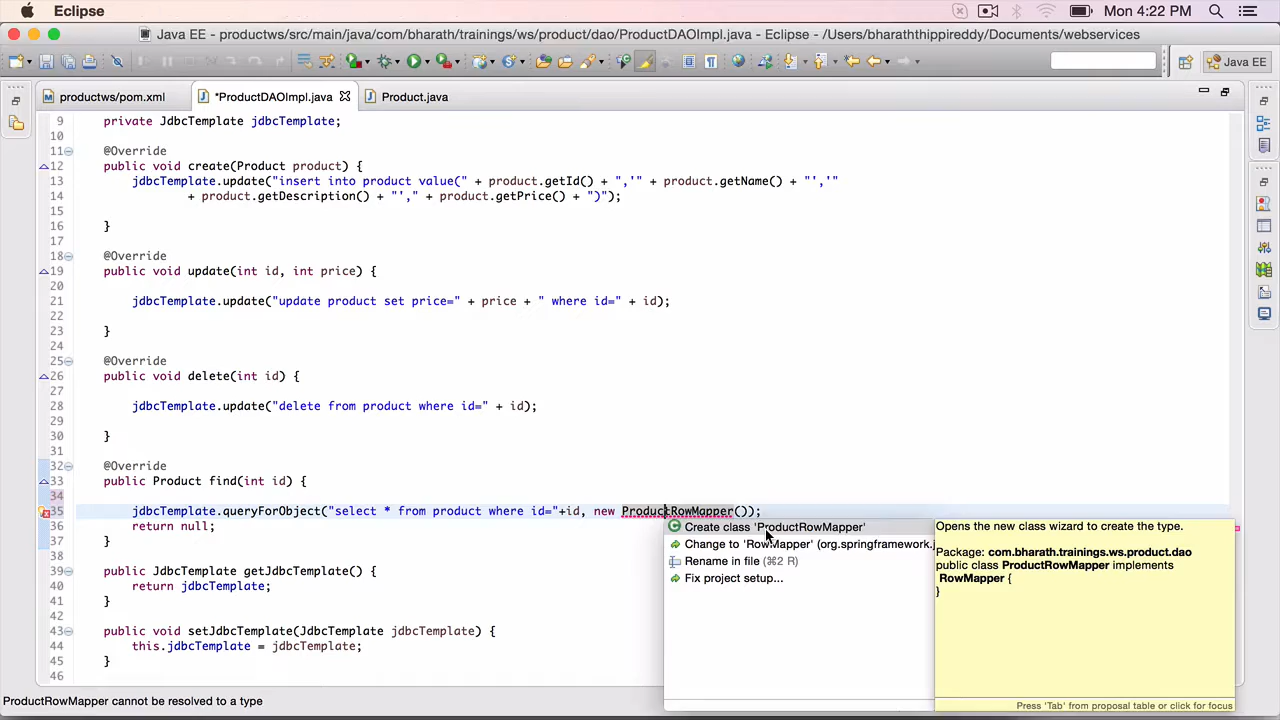 Eclipse
Mon 4:22 PM
Java EE - productws/src/main/java/com/bharath/trainings/ws/product/dao/ProductDAOImpl.java - Eclipse - /Users/bharaththippireddy/Documents/webservices
Java EE
productws/pom.xml
*ProductDAOImpl.java
Product.java
9 private JdbcTemplate jdbcTemplate;
10
11 @Override
12 public void create(Product product) {
13 jdbcTemplate.update("insert into product value(" + product.getId() + ",'" + product.getName() + "','"
14 + product.getDescription() + "'," + product.getPrice() + ")");
15
16 }
17
18 @Override
19 public void update(int id, int price) {
20
21 jdbcTemplate.update("update product set price=" + price + " where id=" + id);
22
23 }
24
25 @Override
26 public void delete(int id) {
27
28 jdbcTemplate.update("delete from product where id=" + id);
29
30 }
31
32 @Override
33 public Product find(int id) {
34
35 jdbcTemplate.queryForObject("select * from product where id="+id, new ProductRowMapper());
36 return null;
37 }
38
39 public JdbcTemplate getJdbcTemplate() {
40 return jdbcTemplate;
41 }
42
43 public void setJdbcTemplate(JdbcTemplate jdbcTemplate) {
44 this.jdbcTemplate = jdbcTemplate;
45 }
46
Create class 'ProductRowMapper'
Change to 'RowMapper' (org.springframework.j
Rename in file (⌘2 R)
Fix project setup...
Opens the new class wizard to create the type.
Package: com.bharath.trainings.ws.product.dao
public class ProductRowMapper implements
RowMapper {
}
Press 'Tab' from proposal table or click for focus
ProductRowMapper cannot be resolved to a type